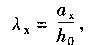 λₓ = aₓ / h₀,